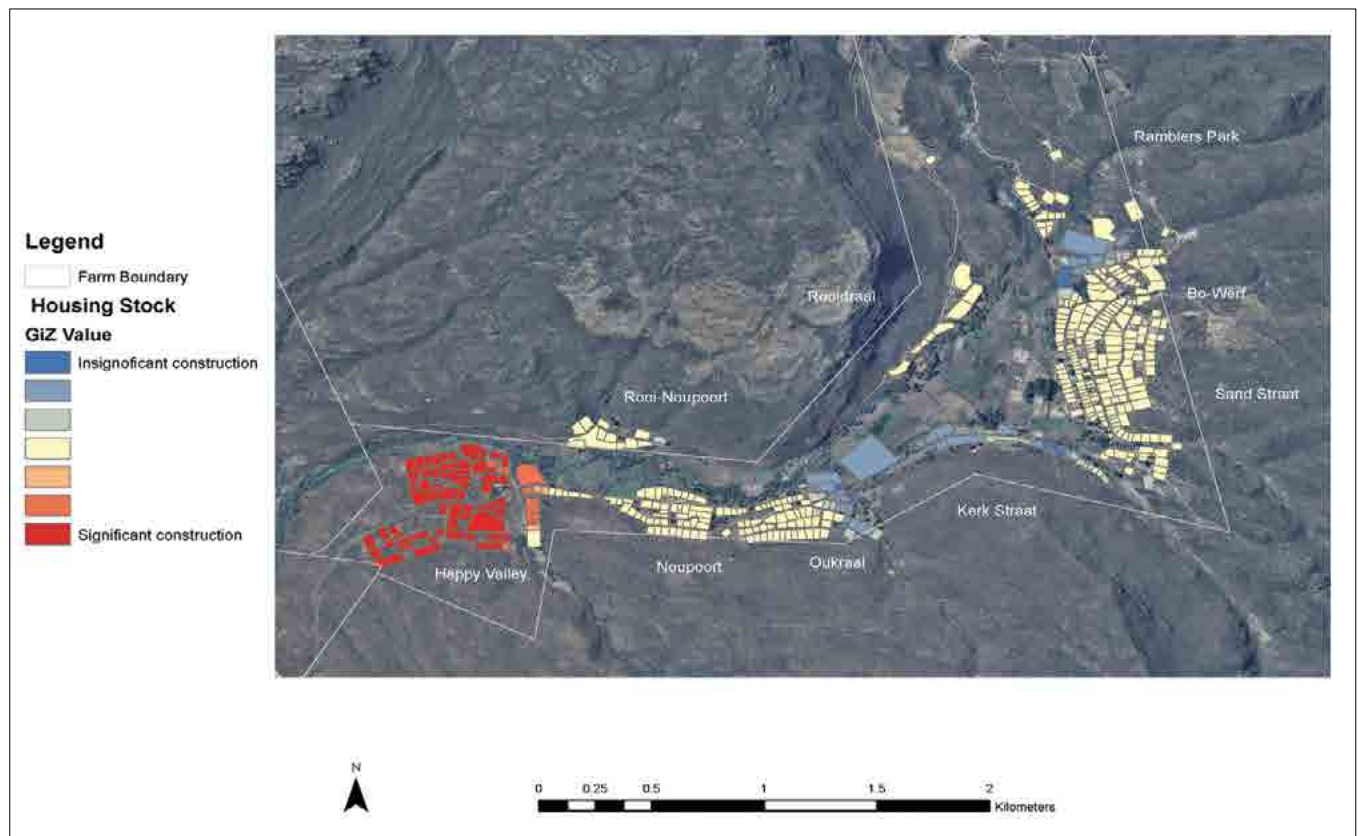 Legend
Farm Boundary
Housing Stock
GiZ Value
Insignoficant construction
Significant construction
Ramblers Park
Rooidraai
Bo-Werf
Rooi-Noupoort
Sand Straat
Kerk Straat
Happy Valley
Noupoort
Oukraal
N
0 0.25 0.5 1 1.5 2
Kilometers